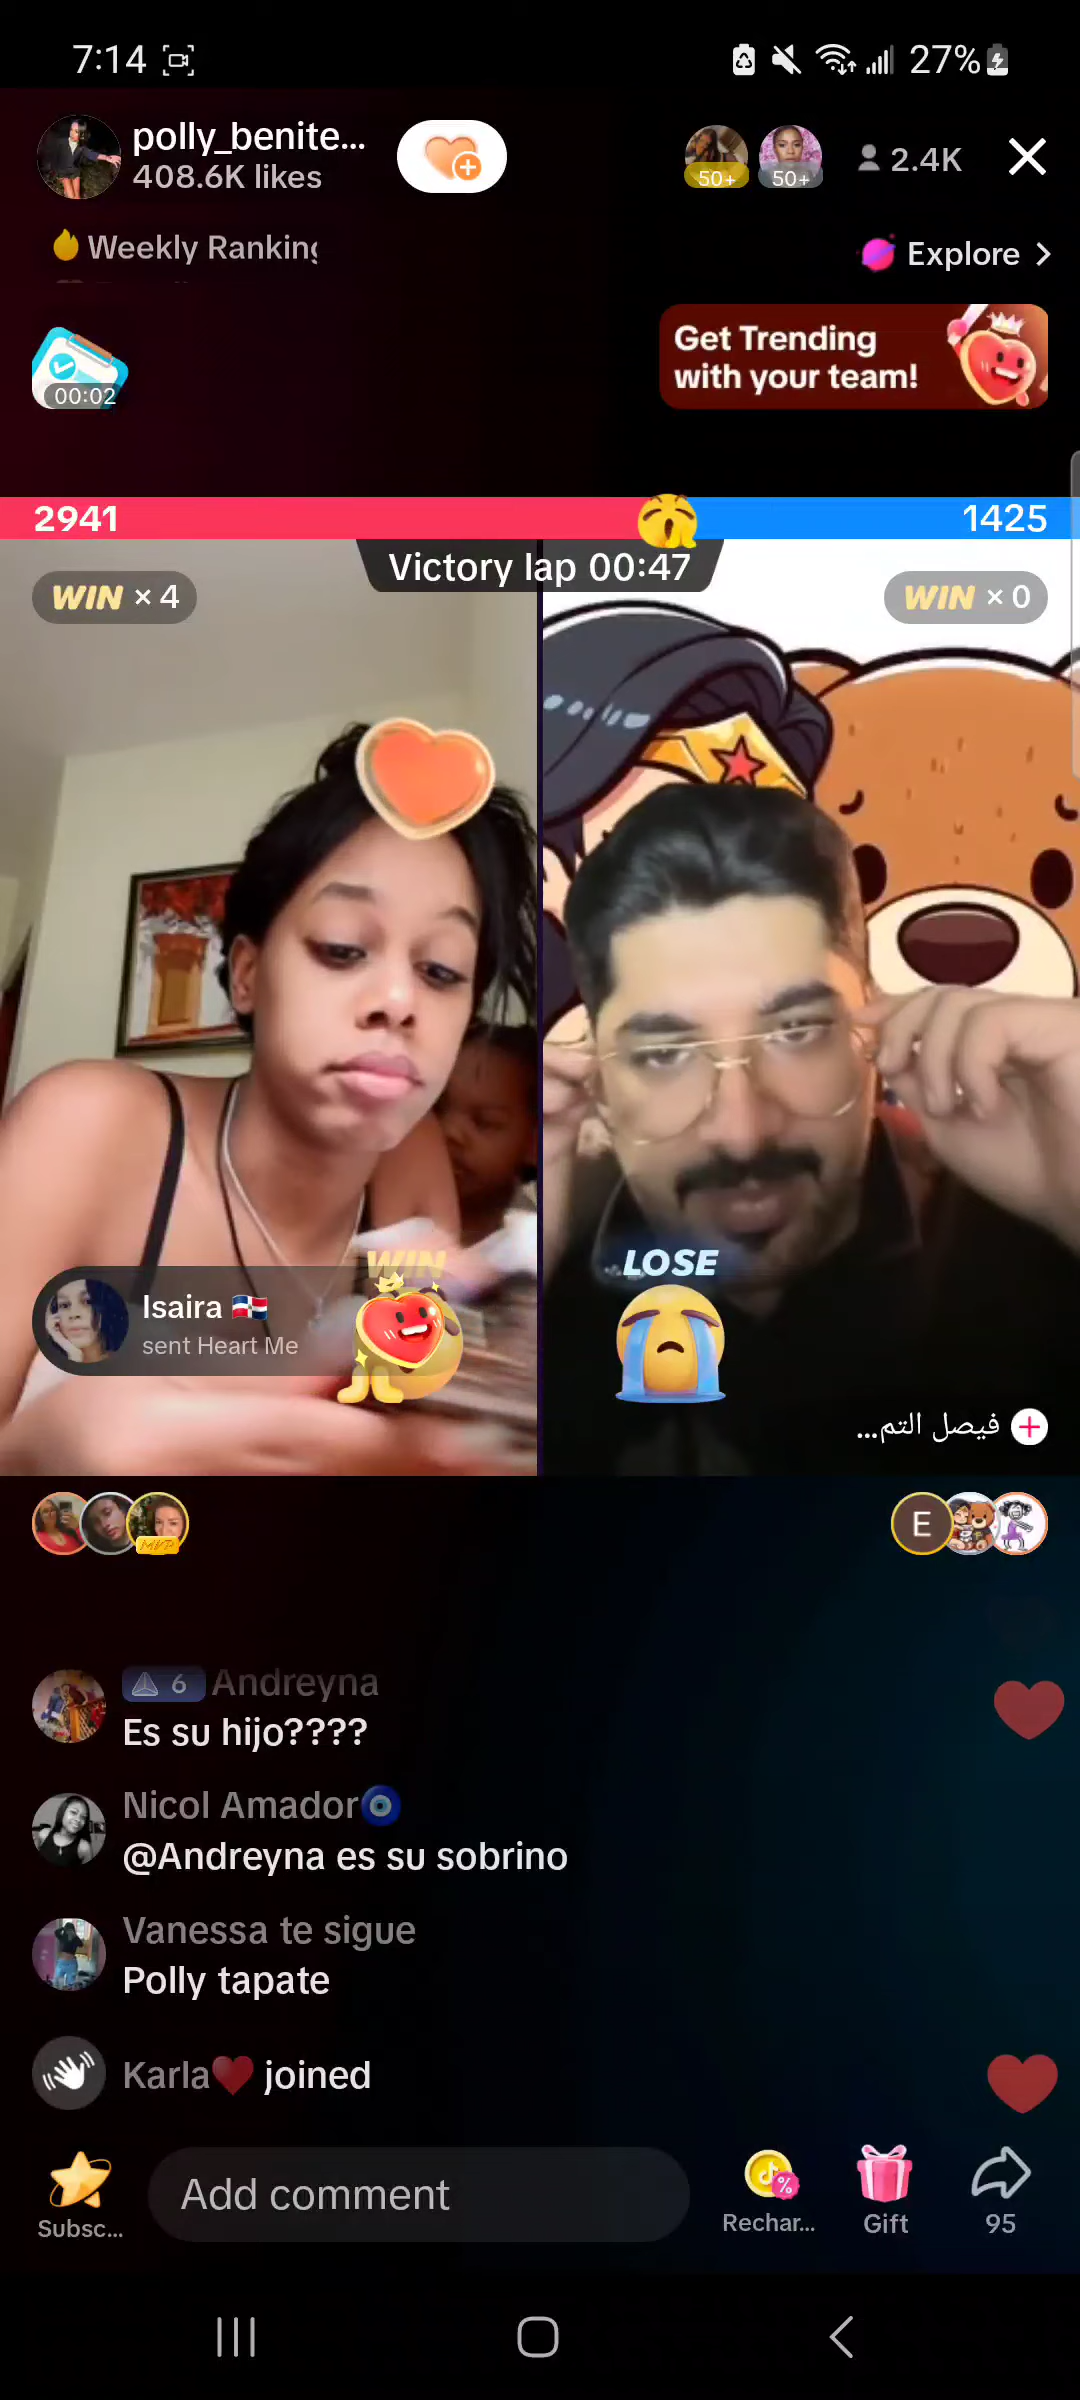 7:14
27%
polly_benite...
408.6K likes
50+
50+
2.4K
Weekly Ranking
Explore
00:02
Get Trending
with your team!
2941
1425
Victory lap 00:47
WIN × 4
WIN × 0
WIN
LOSE
Isaira 🇩🇴
sent Heart Me
فيصل التم...
MVP
E
6 Andreyna
Es su hijo????
Nicol Amador🧿
@Andreyna es su sobrino
Vanessa te sigue
Polly tapate
Karla♥️ joined
Subsc...
Add comment
%
Rechar...
Gift
95